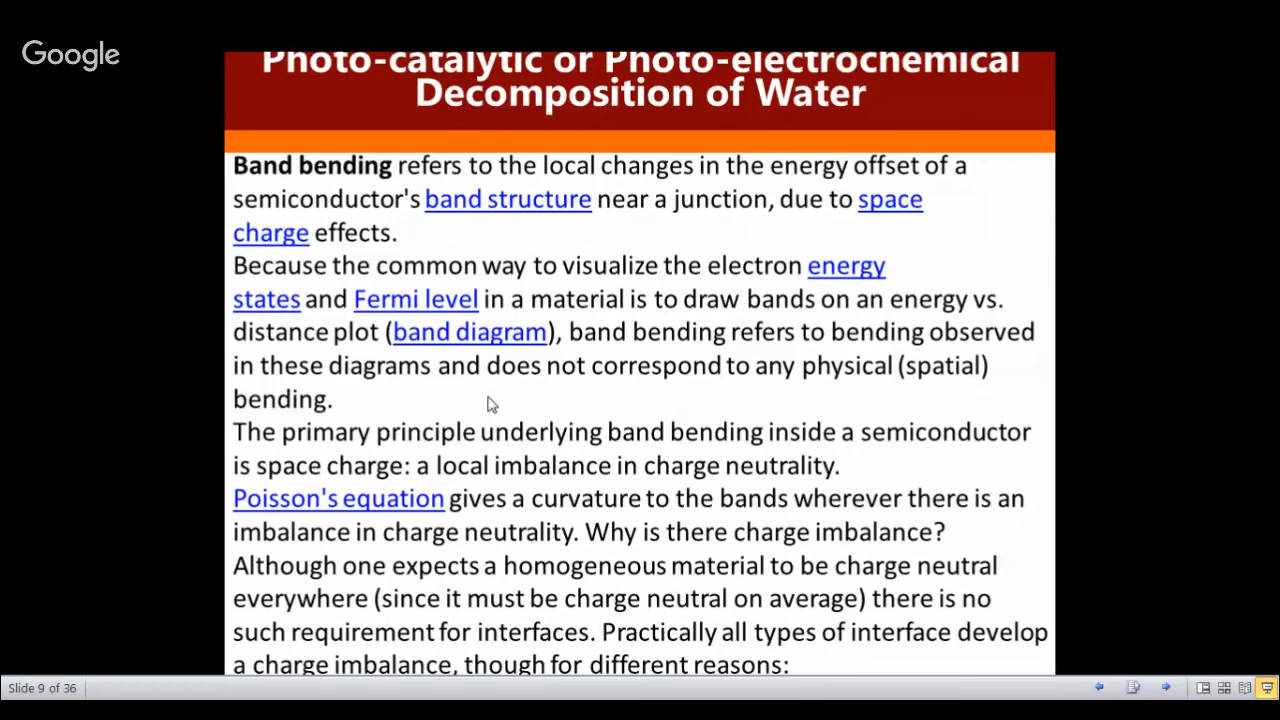 Google
Photo-catalytic or Photo-electrochemical
Decomposition of Water
Band bending refers to the local changes in the energy offset of a
semiconductor's band structure near a junction, due to space
charge effects.
Because the common way to visualize the electron energy
states and Fermi level in a material is to draw bands on an energy vs.
distance plot (band diagram), band bending refers to bending observed
in these diagrams and does not correspond to any physical (spatial)
bending.
The primary principle underlying band bending inside a semiconductor
is space charge: a local imbalance in charge neutrality.
Poisson's equation gives a curvature to the bands wherever there is an
imbalance in charge neutrality. Why is there charge imbalance?
Although one expects a homogeneous material to be charge neutral
everywhere (since it must be charge neutral on average) there is no
such requirement for interfaces. Practically all types of interface develop
a charge imbalance, though for different reasons:
Slide 9 of 36